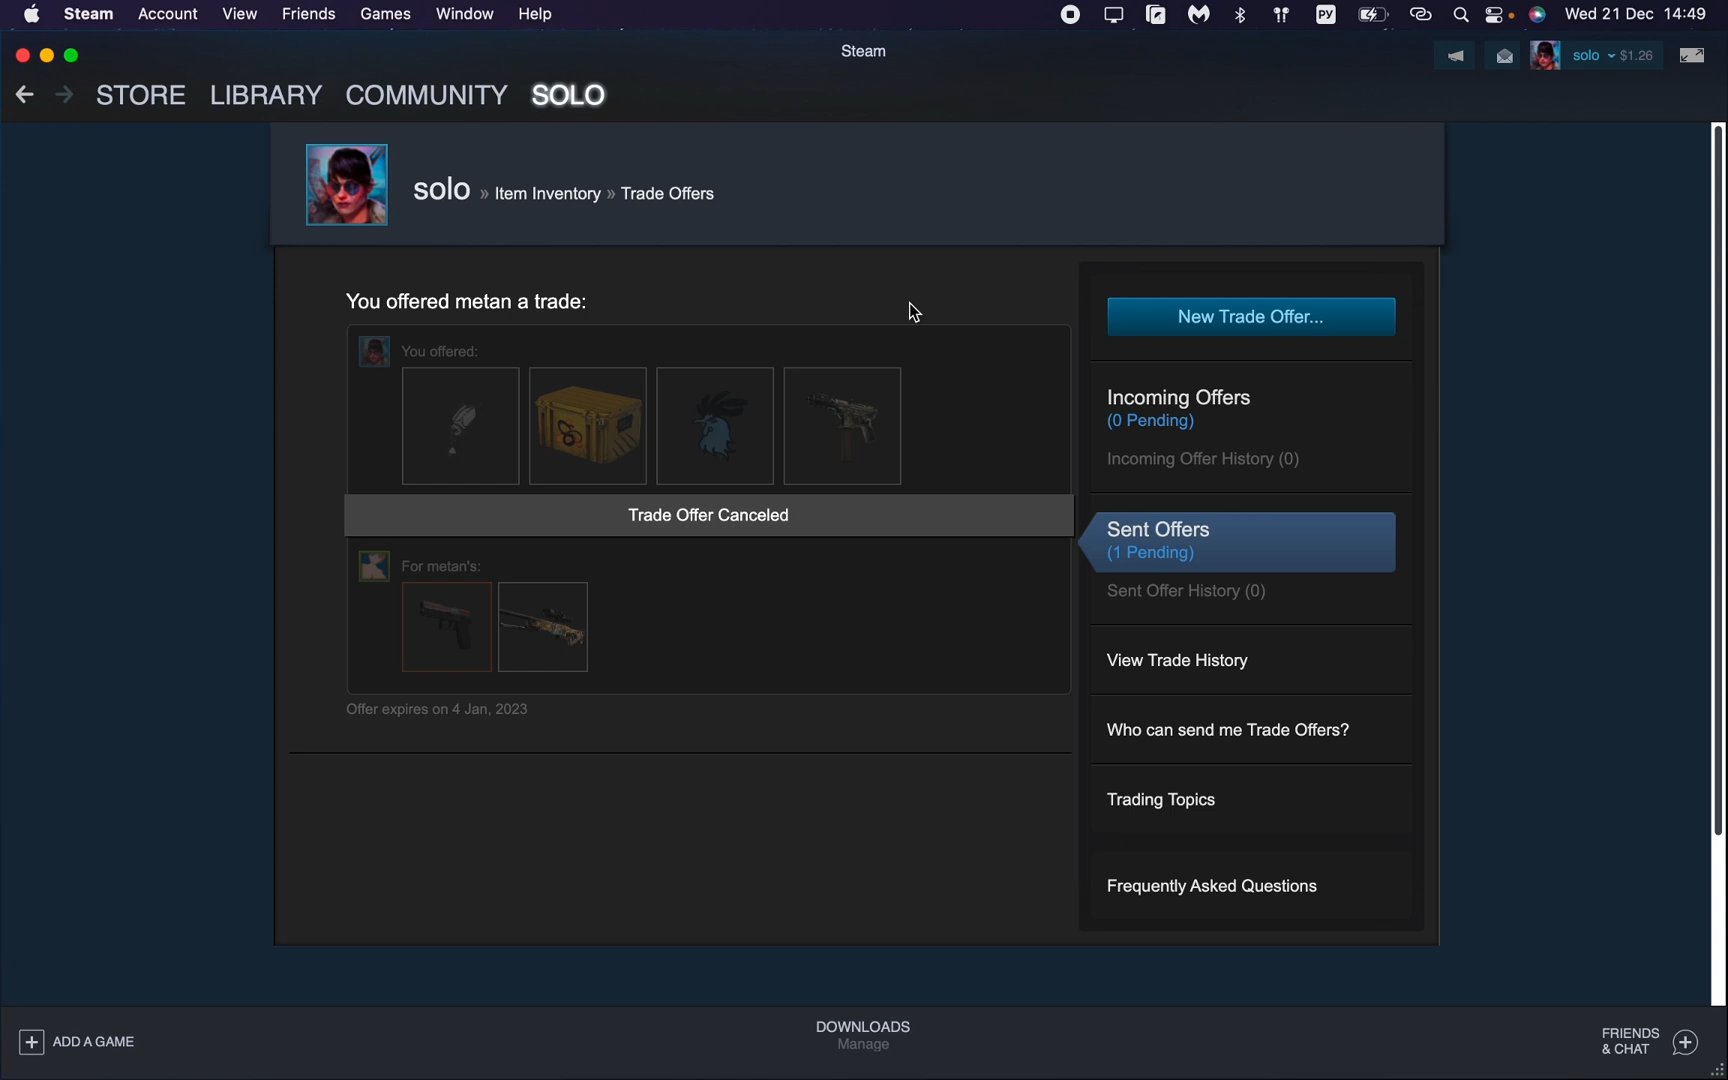 Steam Account View Friends Games Window Help РУ Wed 21 Dec 14:49
Steam
solo $1.26
STORE LIBRARY COMMUNITY SOLO
solo » Item Inventory » Trade Offers
You offered metan a trade:
You offered:
Trade Offer Canceled
For metan's:
Offer expires on 4 Jan, 2023
New Trade Offer...
Incoming Offers
(0 Pending)
Incoming Offer History (0)
Sent Offers
(1 Pending)
Sent Offer History (0)
View Trade History
Who can send me Trade Offers?
Trading Topics
Frequently Asked Questions
ADD A GAME
DOWNLOADS
Manage
FRIENDS
& CHAT